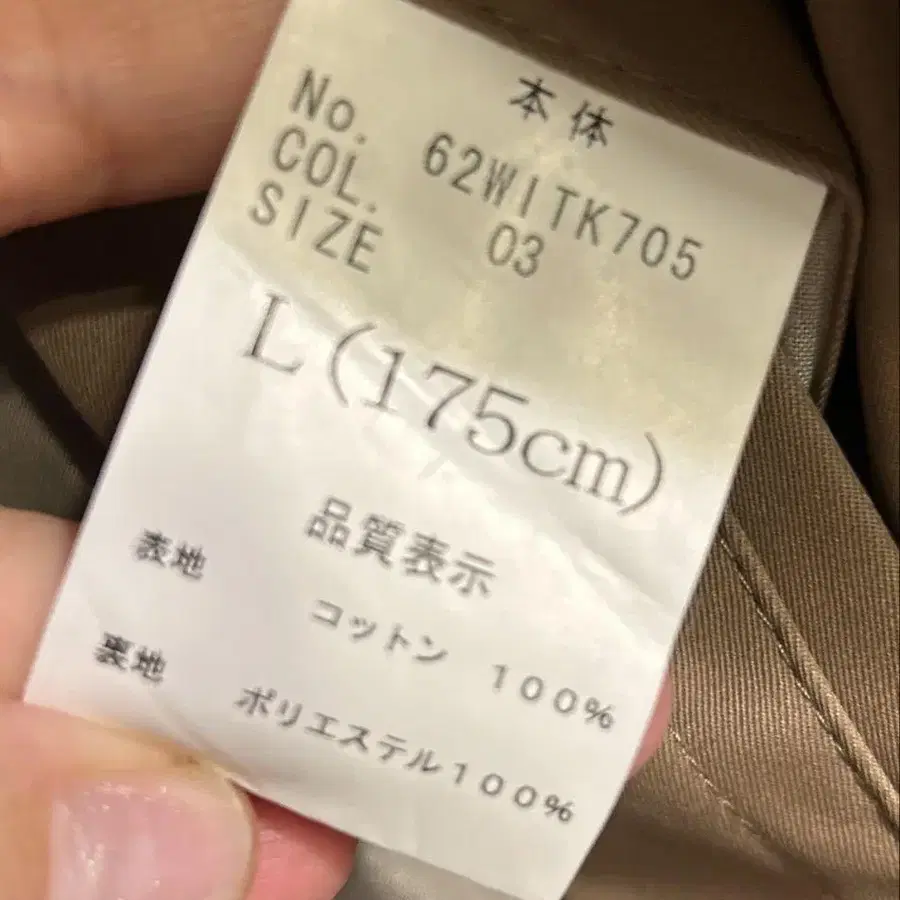 本体
No. 62WITK705
COL. 03
SIZE
L(175cm)
品質表示
表地 コットン 100%
裏地 ポリエステル100%